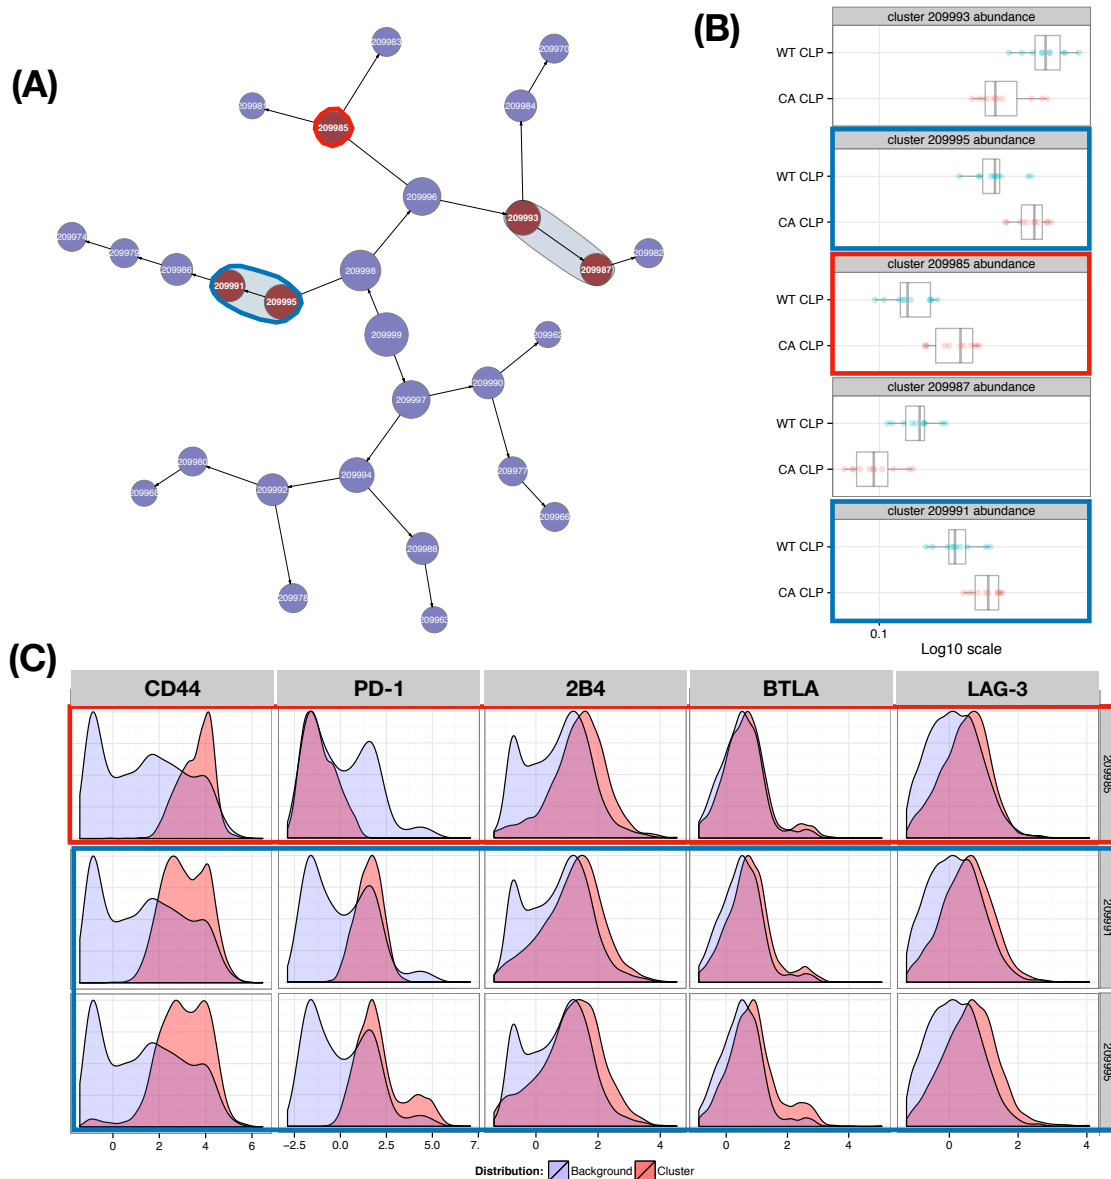 (A)
209983
209981
209985
209970
209984
209996
209993
209982
209987
209974
209979
209986
209991
209995
209998
209999
209962
209990
209997
209977
209966
209994
209980
209968
209992
209988
209978
209963
(B)
cluster 209993 abundance
WT CLP
CA CLP
cluster 209995 abundance
WT CLP
CA CLP
cluster 209985 abundance
WT CLP
CA CLP
cluster 209987 abundance
WT CLP
CA CLP
cluster 209991 abundance
WT CLP
CA CLP
0.1
Log10 scale
(C)
CD44 PD-1 2B4 BTLA LAG-3
209985
209991
209995
0 2 4 6 −2.5 0.0 2.5 5.0 7. 0 2 4 0 2 4 0 2 4
Distribution: Background Cluster